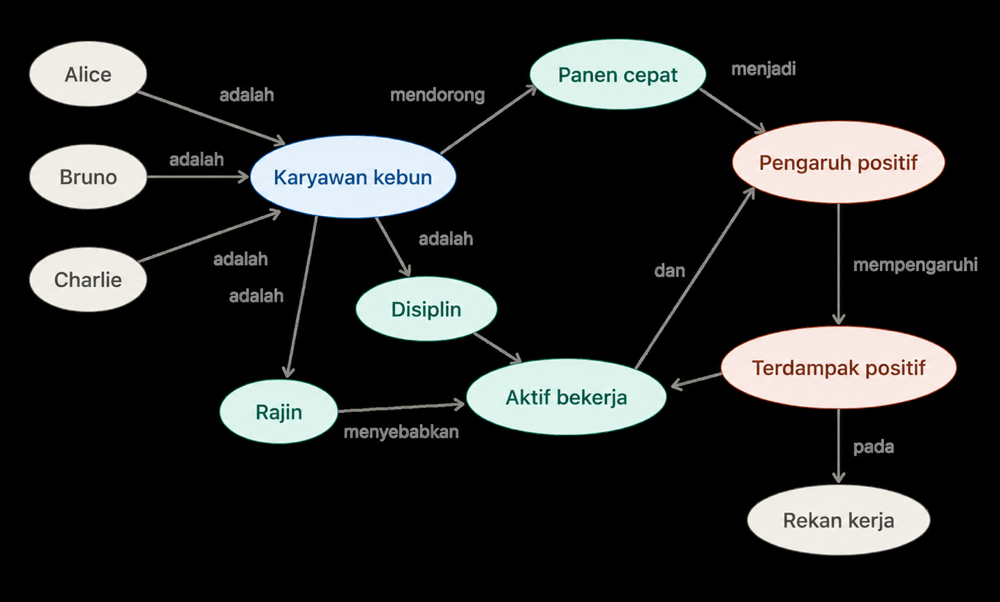 Alice
adalah
mendorong
Panen cepat
menjadi
Bruno
adalah
Karyawan kebun
Pengaruh positif
Charlie
adalah
adalah
adalah
Disiplin
dan
mempengaruhi
Rajin
menyebabkan
Aktif bekerja
Terdampak positif
pada
Rekan kerja